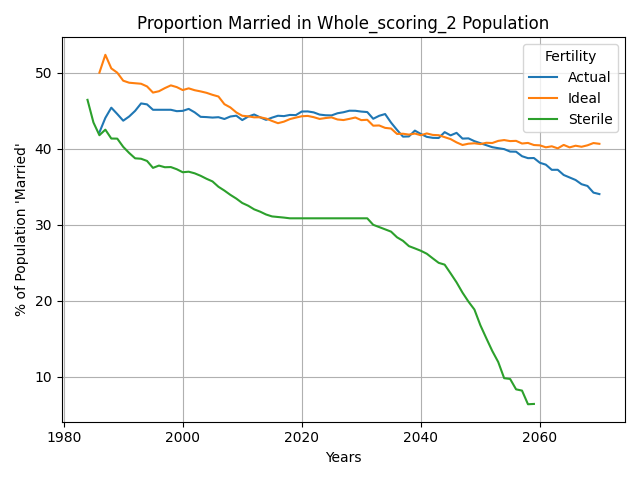 Proportion Married in Whole_scoring_2 Population
% of Population 'Married'
50
40
30
20
10
Fertility
Actual
Ideal
Sterile
1980
2000
2020
2040
2060
Years